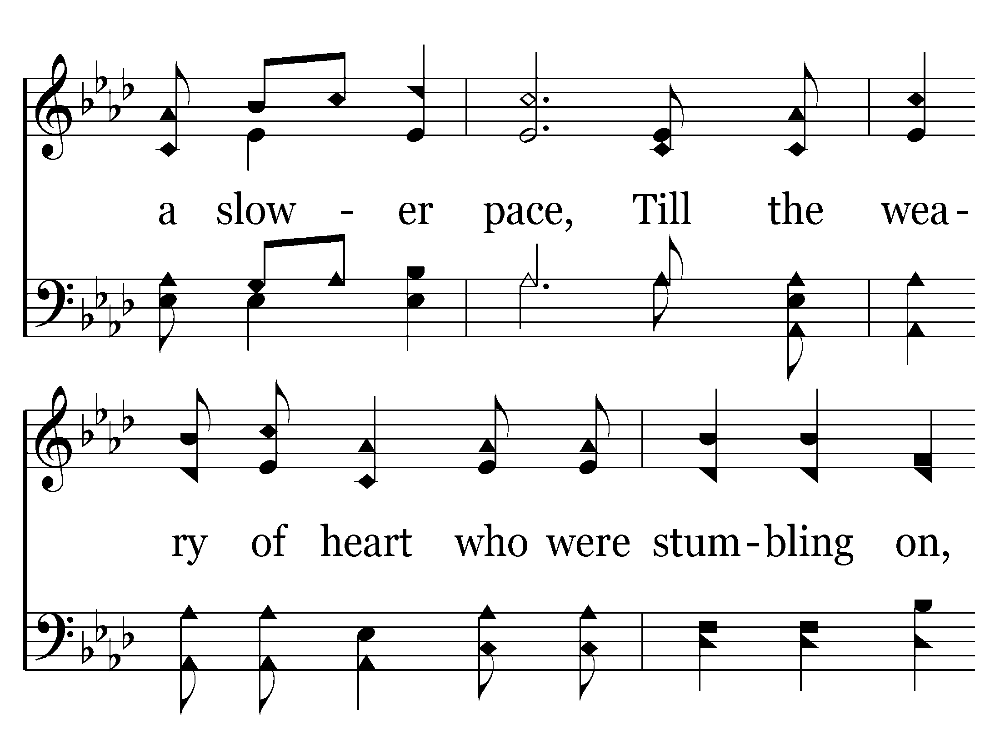 a slow - er pace, Till the wea-
ry of heart who were stum-bling on,